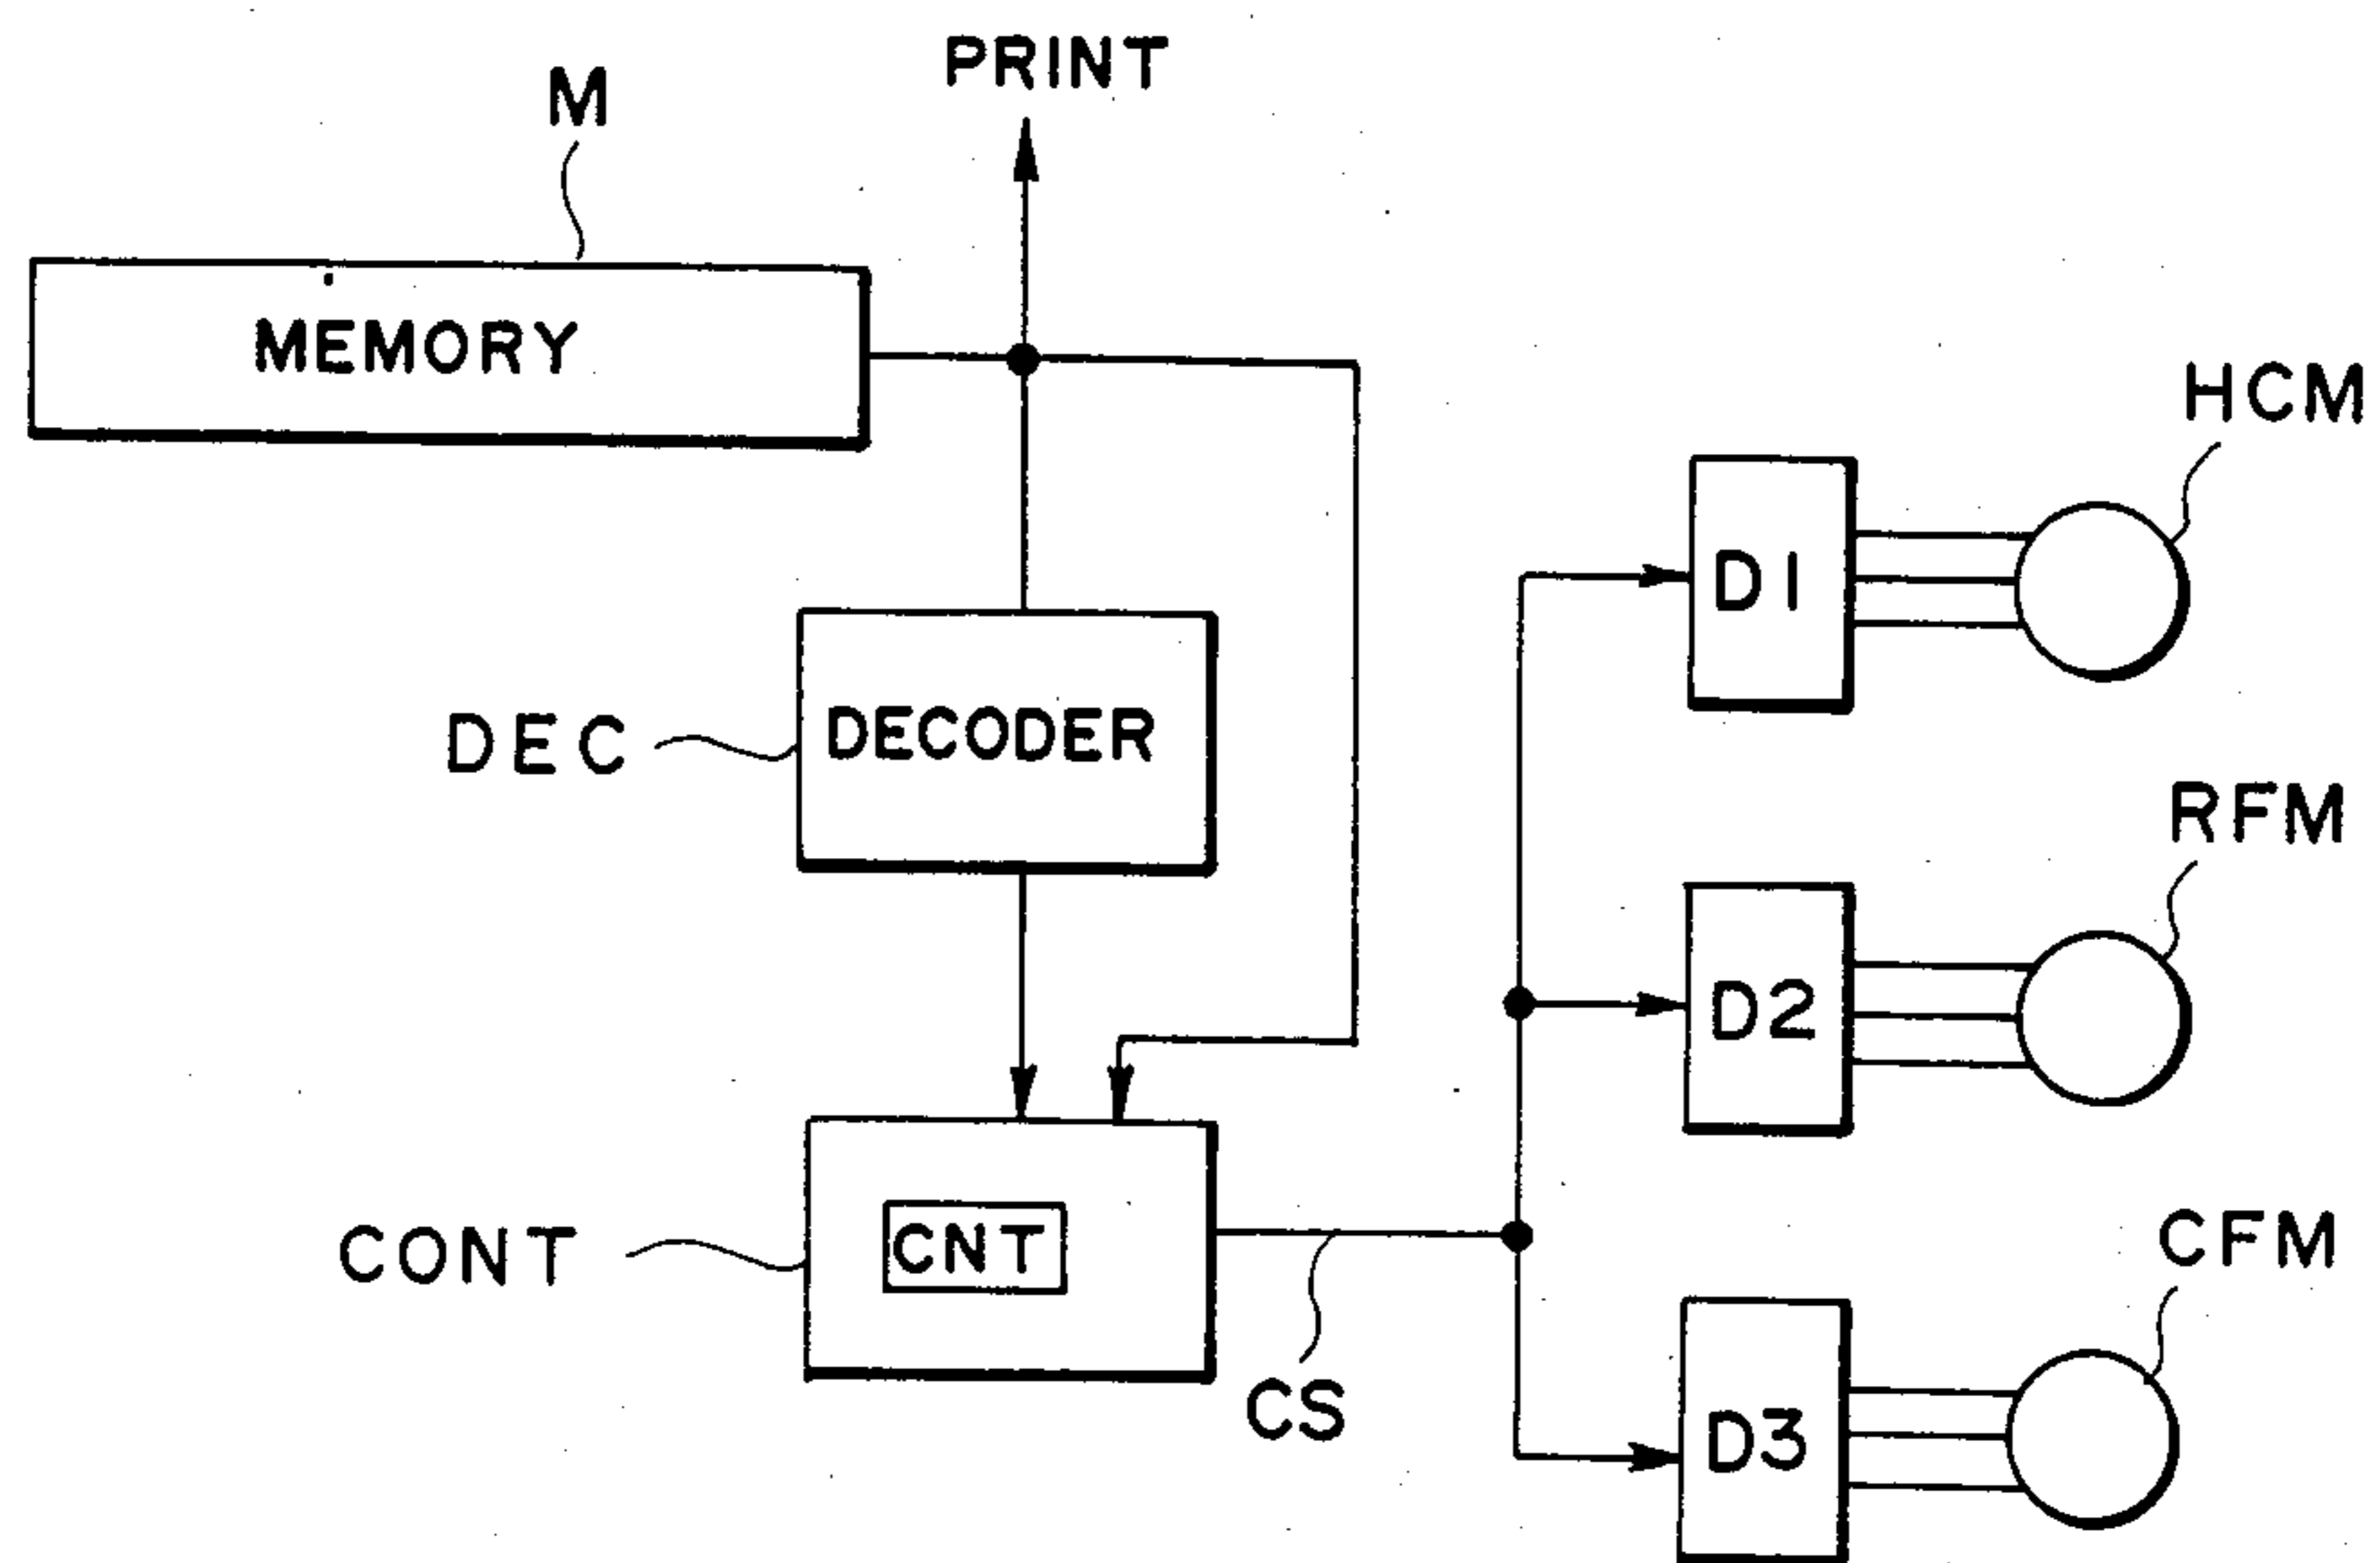 PRINT
M
MEMORY
HCM
D1
DEC
DECODER
RFM
D2
CONT
CNT
CS
CFM
D3